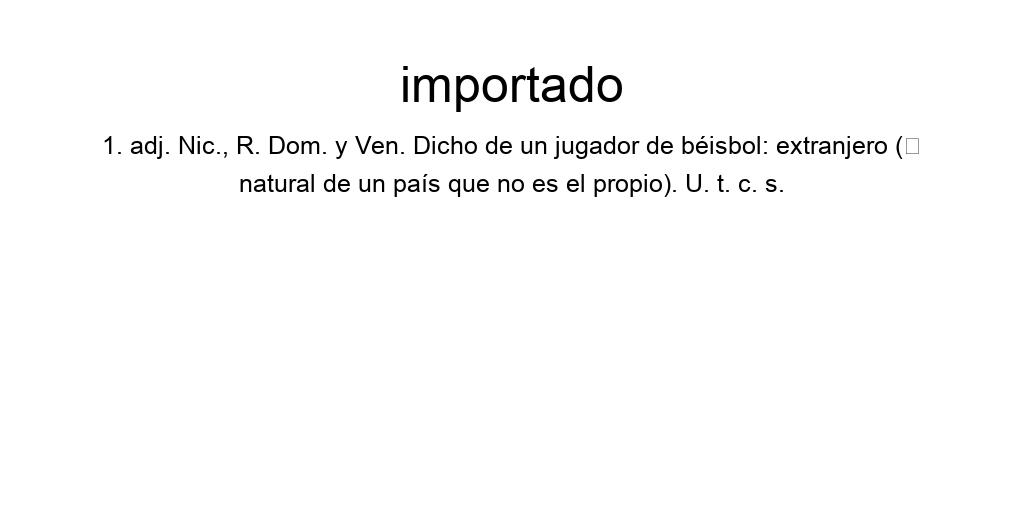 importado
1. adj. Nic., R. Dom. y Ven. Dicho de un jugador de béisbol: extranjero (□
natural de un país que no es el propio). U. t. c. s.